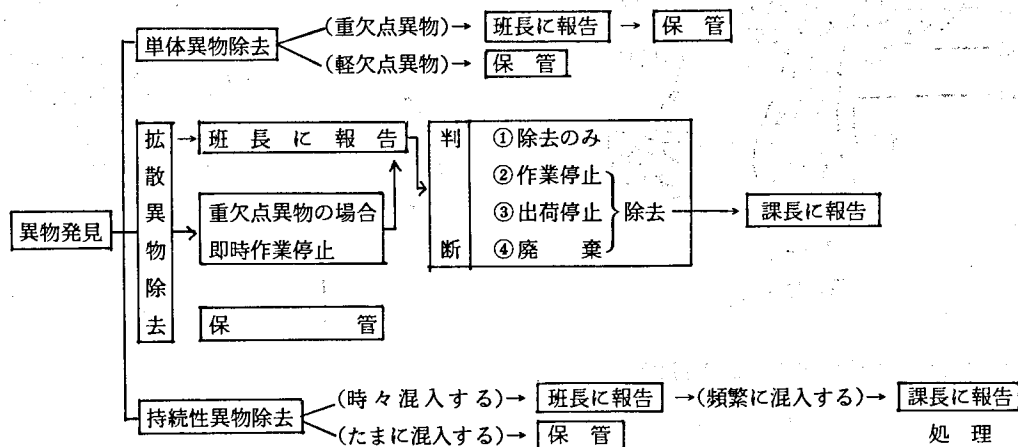 単体異物除去
(重欠点異物)→ 班長に報告 → 保 管
(軽欠点異物)→ 保 管
異物発見
拡散異物除去
→ 班長に報告
重欠点異物の場合
即時作業停止
保 管
判断
①除去のみ
②作業停止
③出荷停止
④廃 棄
除去 → 課長に報告
持続性異物除去
(時々混入する)→ 班長に報告 →(頻繁に混入する)→ 課長に報告
処 理
(たまに混入する)→ 保 管